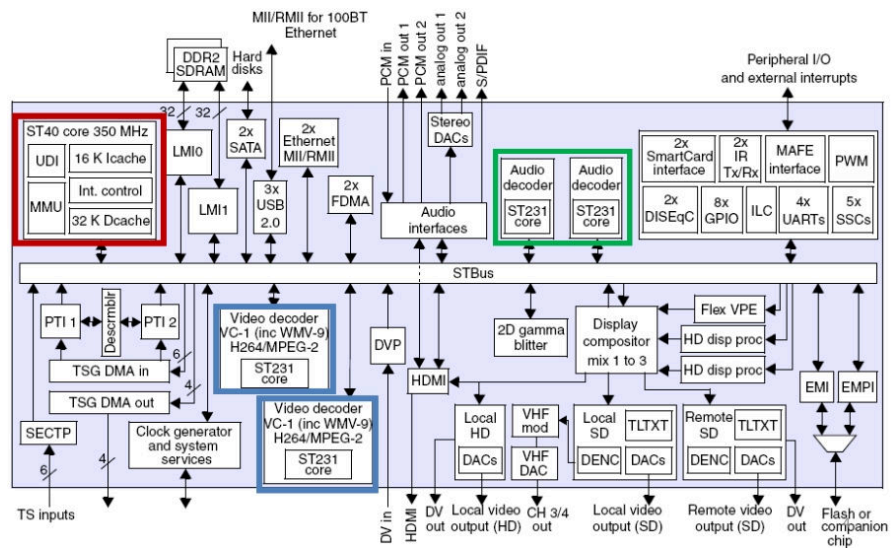 MII/RMII for 100BT
Ethernet
DDR2
SDRAM
Hard
disks
PCM in
PCM out 1
PCM out 2
analog out 1
analog out 2
S/PDIF
Peripheral I/O
and external interrupts
32
32
ST40 core 350 MHz
UDI
16 K Icache
MMU
Int. control
32 K Dcache
LMI0
LMI1
2x
SATA
3x
USB
2.0
2x
Ethernet
MII/RMII
2x
FDMA
Stereo
DACs
Audio
interfaces
Audio
decoder
ST231
core
Audio
decoder
ST231
core
2x
SmartCard
interface
2x
IR
Tx/Rx
MAFE
interface
PWM
2x
DISEqC
8x
GPIO
ILC
4x
UARTs
5x
SSCs
STBus
PTI 1
Descrmblr
PTI 2
6
TSG DMA in
4
TSG DMA out
SECTP
Clock generator
and system
services
Video decoder
VC-1 (inc WMV-9)
H264/MPEG-2
ST231
core
Video decoder
VC-1 (inc WMV-9)
H264/MPEG-2
ST231
core
DVP
HDMI
2D gamma
blitter
Display
compositor
mix 1 to 3
Flex VPE
HD disp proc
HD disp proc
EMI
EMPI
Local
HD
DACs
VHF
mod
VHF
DAC
Local
SD
TLTXT
DENC
DACs
Remote
SD
TLTXT
DENC
DACs
6
4
TS inputs
DV in
HDMI
DV
out
Local video
output (HD)
CH 3/4
out
Local video
output (SD)
Remote video
output (SD)
DV
out
Flash or
companion
chip